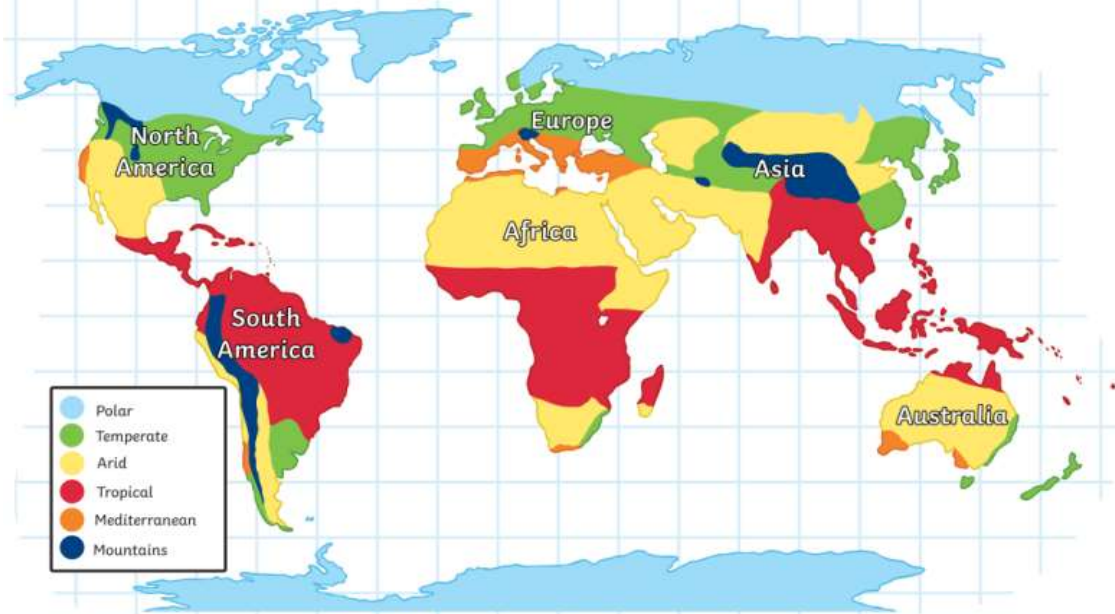 North
America
Europe
Asia
Africa
South
America
Australia
Polar
Temperate
Arid
Tropical
Mediterranean
Mountains